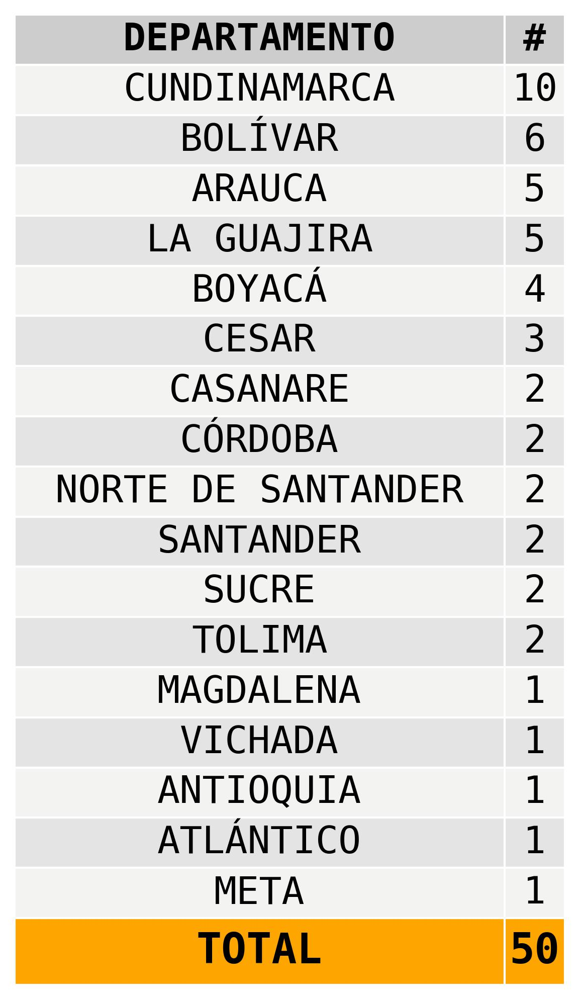 DEPARTAMENTO #
CUNDINAMARCA 10
BOLÍVAR 6
ARAUCA 5
LA GUAJIRA 5
BOYACÁ 4
CESAR 3
CASANARE 2
CÓRDOBA 2
NORTE DE SANTANDER 2
SANTANDER 2
SUCRE 2
TOLIMA 2
MAGDALENA 1
VICHADA 1
ANTIOQUIA 1
ATLÁNTICO 1
META 1
TOTAL 50